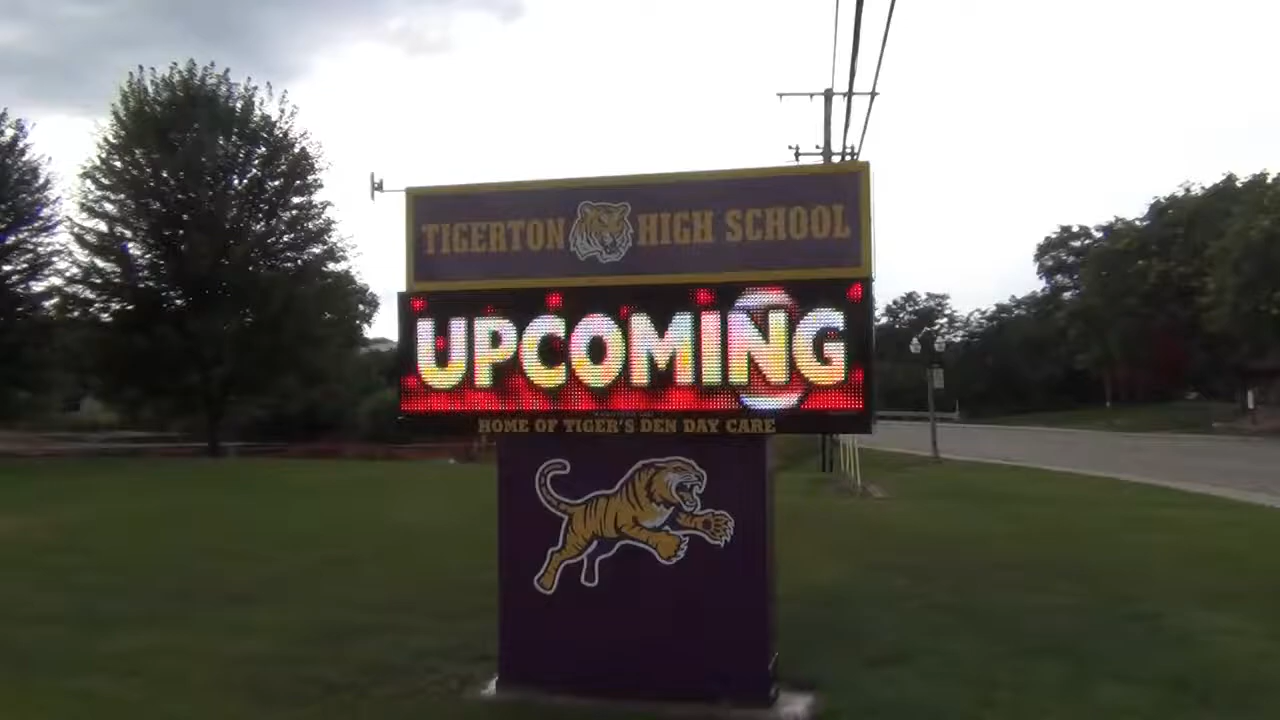 TIGERTON HIGH SCHOOL
UPCOMING
HOME OF TIGER'S DEN DAY CARE